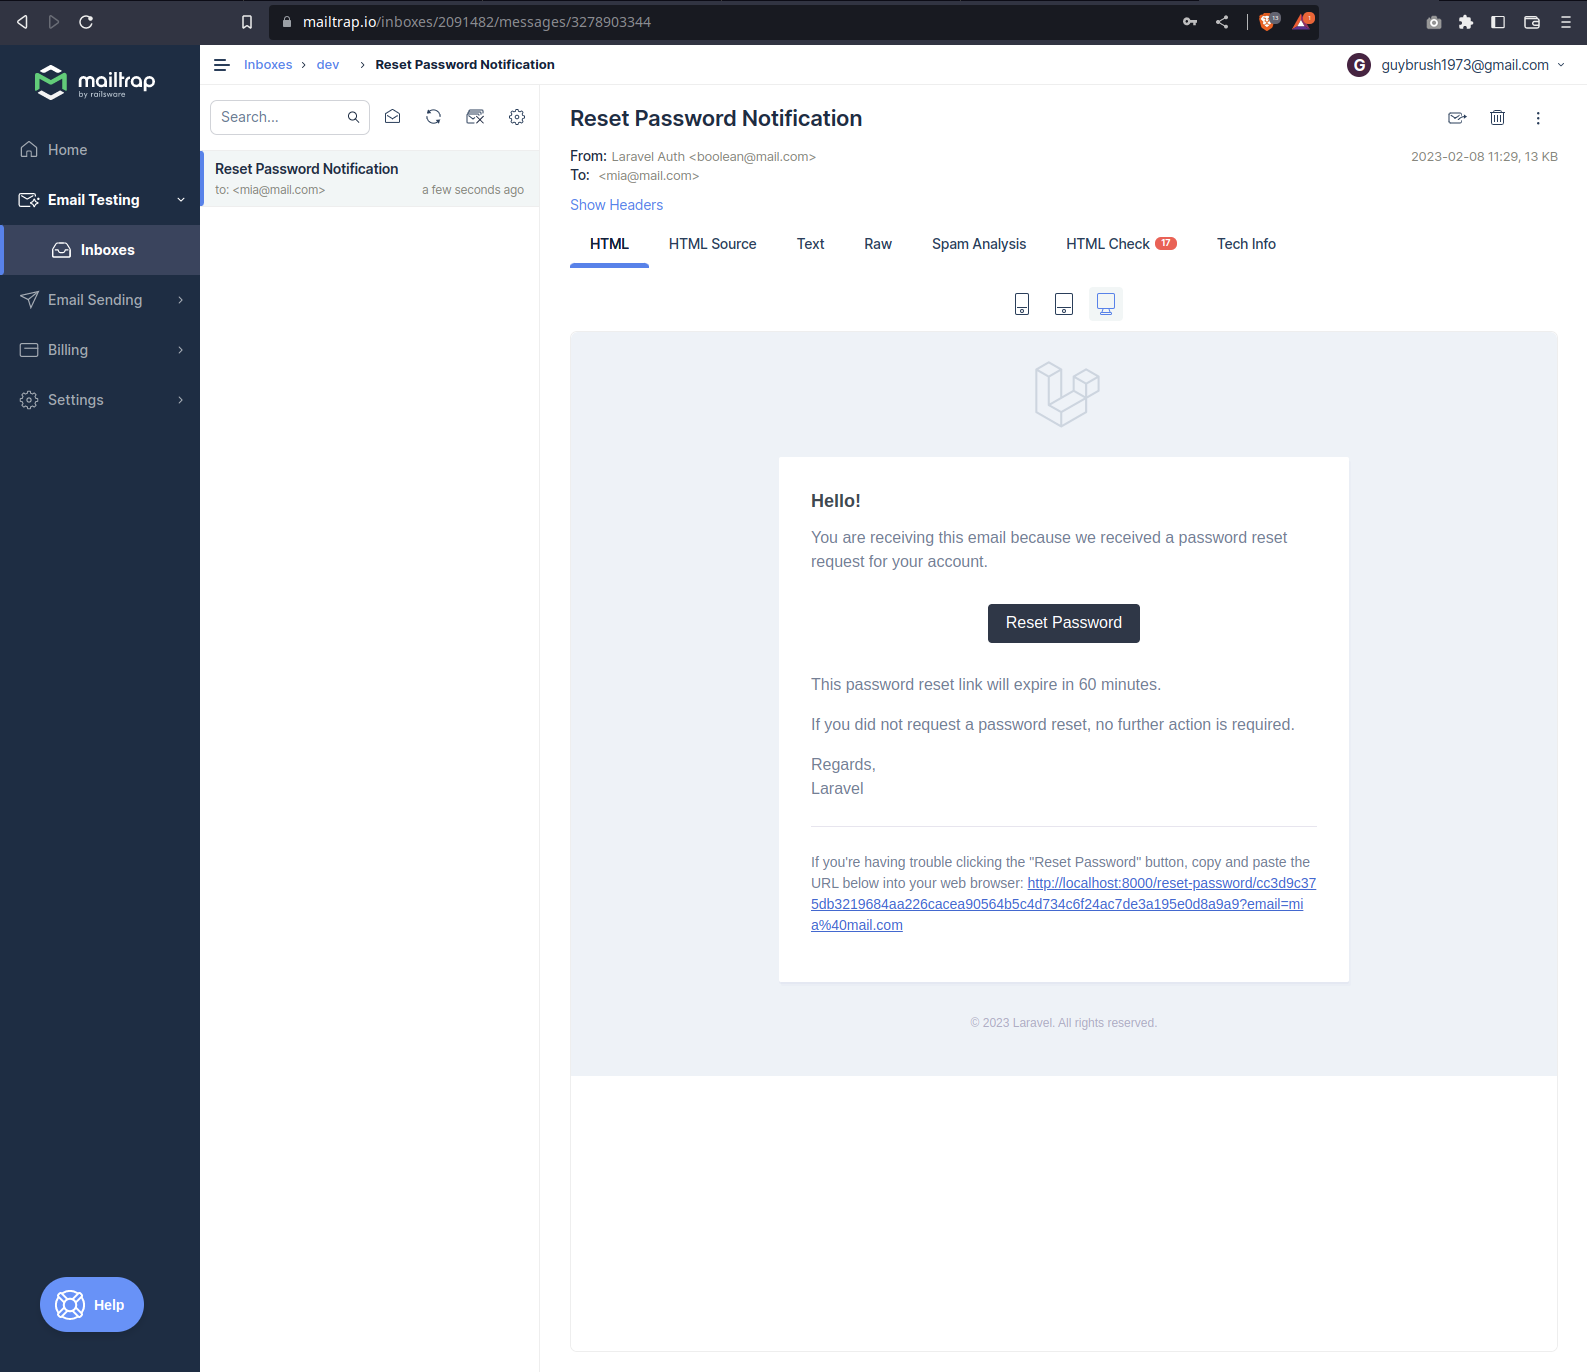 mailtrap.io/inboxes/2091482/messages/3278903344
13
1
mailtrap
by railsware
Home
Email Testing
Inboxes
Email Sending
Billing
Settings
Help
Inboxes › dev › Reset Password Notification
G guybrush1973@gmail.com
Search...
Reset Password Notification
to: <mia@mail.com> a few seconds ago
Reset Password Notification
From: Laravel Auth <boolean@mail.com>
2023-02-08 11:29, 13 KB
To: <mia@mail.com>
Show Headers
HTML HTML Source Text Raw Spam Analysis HTML Check 17 Tech Info
Hello!
You are receiving this email because we received a password reset
request for your account.
Reset Password
This password reset link will expire in 60 minutes.
If you did not request a password reset, no further action is required.
Regards,
Laravel
If you're having trouble clicking the "Reset Password" button, copy and paste the
URL below into your web browser: http://localhost:8000/reset-password/cc3d9c37
5db3219684aa226cacea90564b5c4d734c6f24ac7de3a195e0d8a9a9?email=mi
a%40mail.com
© 2023 Laravel. All rights reserved.